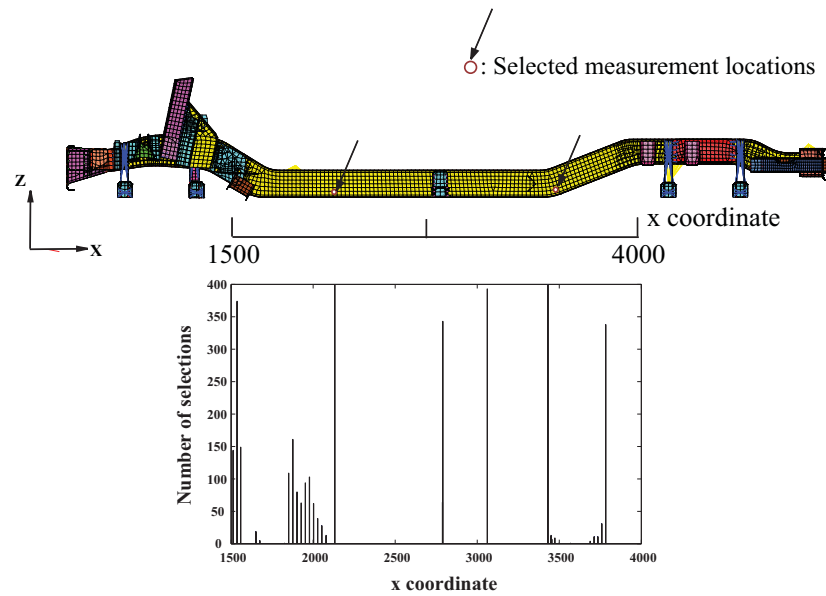 : Selected measurement locations
z
x
x coordinate
1500
4000
400
350
300
250
200
150
100
50
0
Number of selections
1500
2000
2500
3000
3500
4000
x coordinate